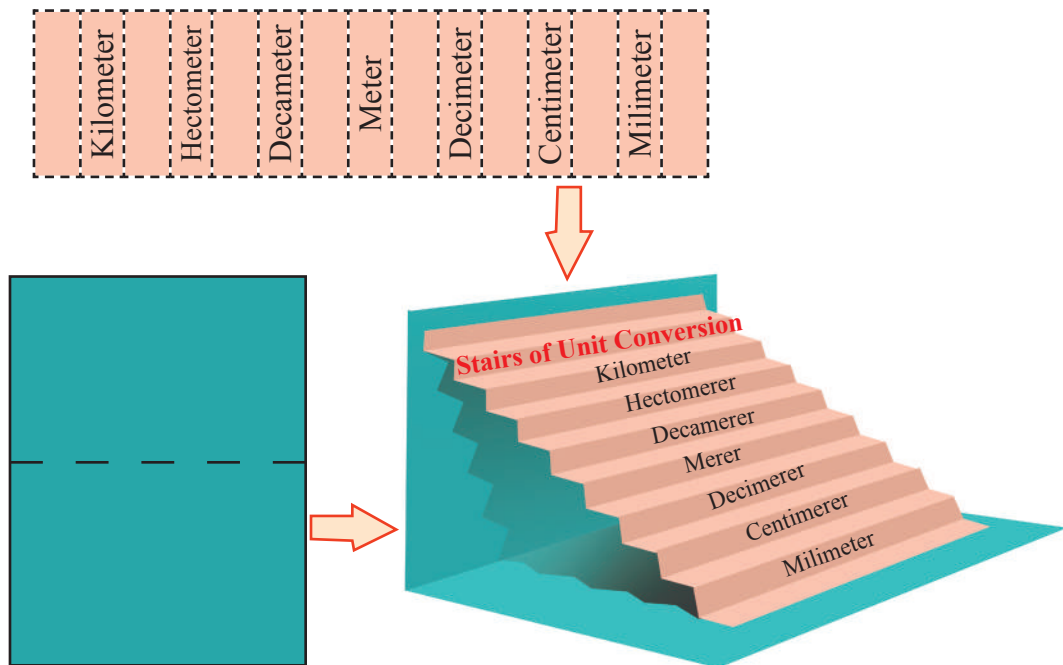 Kilometer
Hectometer
Decameter
Meter
Decimeter
Centimeter
Milimeter
Stairs of Unit Conversion
Kilometer
Hectomerer
Decamerer
Merer
Decimerer
Centimerer
Milimeter